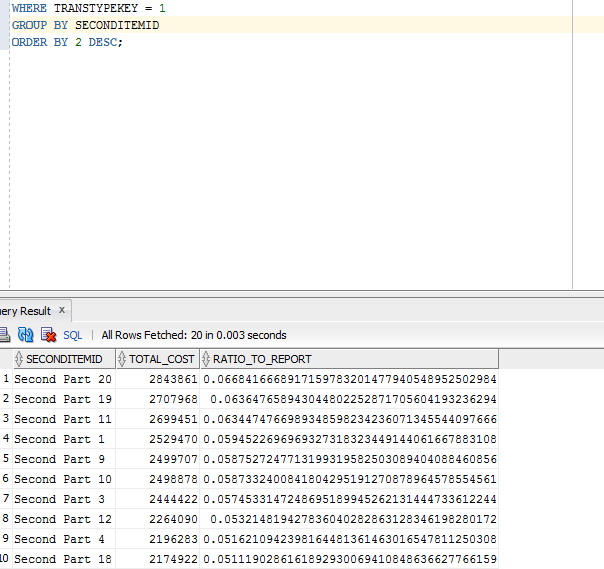 WHERE TRANSTYPEKEY = 1
GROUP BY SECONDITEMID
ORDER BY 2 DESC;
ery Result x
SQL | All Rows Fetched: 20 in 0.003 seconds
SECONDITEMID TOTAL_COST RATIO_TO_REPORT
1 Second Part 20 2843861 0.0668416668917159783201477940548952502984
2 Second Part 19 2707968 0.063647658943044802252871705604193236294
3 Second Part 11 2699451 0.0634474766989348598234236071345544097666
4 Second Part 1 2529470 0.0594522696969327318323449144061667883108
5 Second Part 9 2499707 0.0587527247713199319582503089404088460856
6 Second Part 10 2498878 0.0587332400841804295191270878964578554561
7 Second Part 3 2444422 0.0574533147248695189945262131444733612244
8 Second Part 12 2264090 0.053214819427836040282863128346198280172
9 Second Part 4 2196283 0.0516210942398164481361463016547811250308
10 Second Part 18 2174922 0.0511190286161892930069410848636627766159